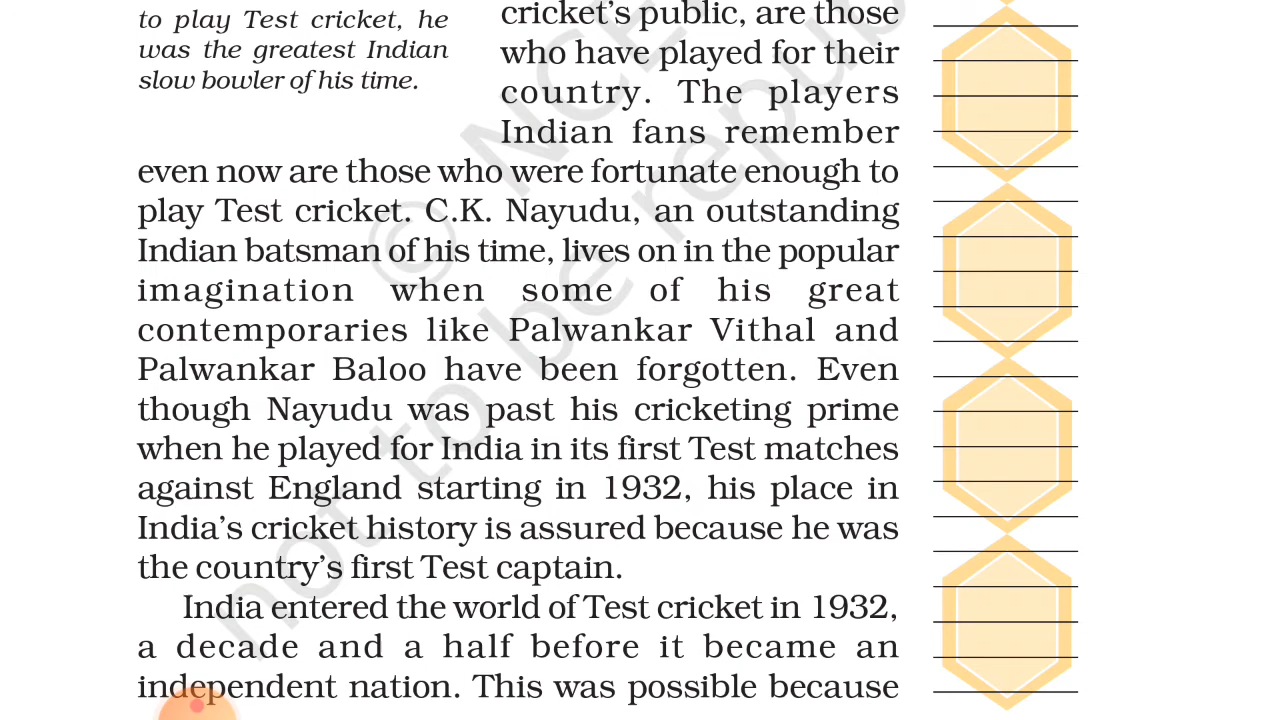 to play Test cricket, he
was the greatest Indian
slow bowler of his time.
cricket's public, are those
who have played for their
country. The players
Indian fans remember
even now are those who were fortunate enough to
play Test cricket. C.K. Nayudu, an outstanding
Indian batsman of his time, lives on in the popular
imagination when some of his great
contemporaries like Palwankar Vithal and
Palwankar Baloo have been forgotten. Even
though Nayudu was past his cricketing prime
when he played for India in its first Test matches
against England starting in 1932, his place in
India's cricket history is assured because he was
the country's first Test captain.
India entered the world of Test cricket in 1932,
a decade and a half before it became an
independent nation. This was possible because
© NCE
not to be repub